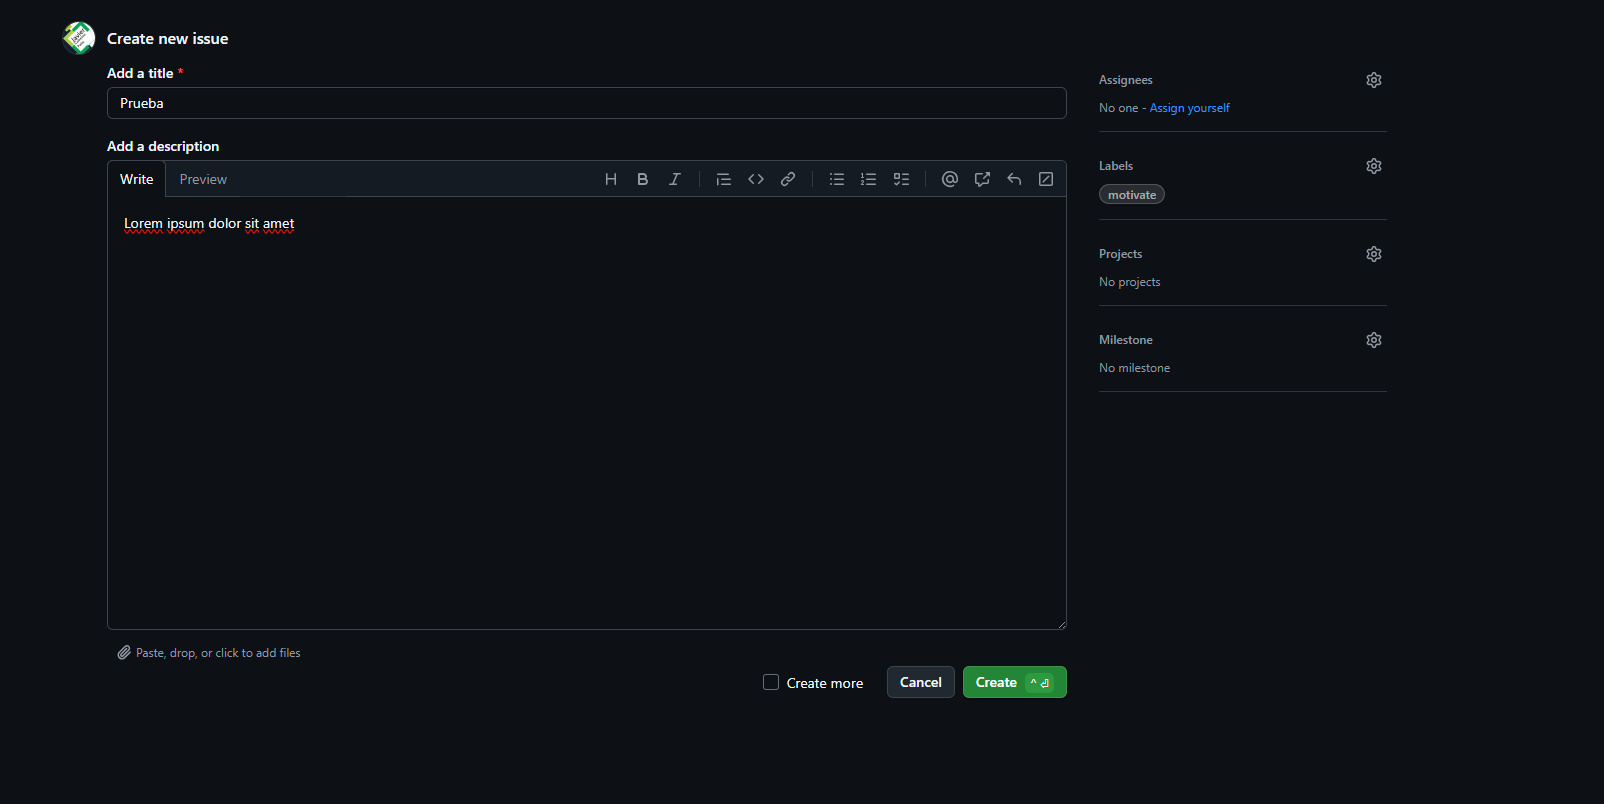 Create new issue
Add a title *
Prueba
Add a description
Write Preview
Lorem ipsum dolor sit amet
Paste, drop, or click to add files
Create more Cancel Create
Assignees
No one - Assign yourself
Labels
motivate
Projects
No projects
Milestone
No milestone